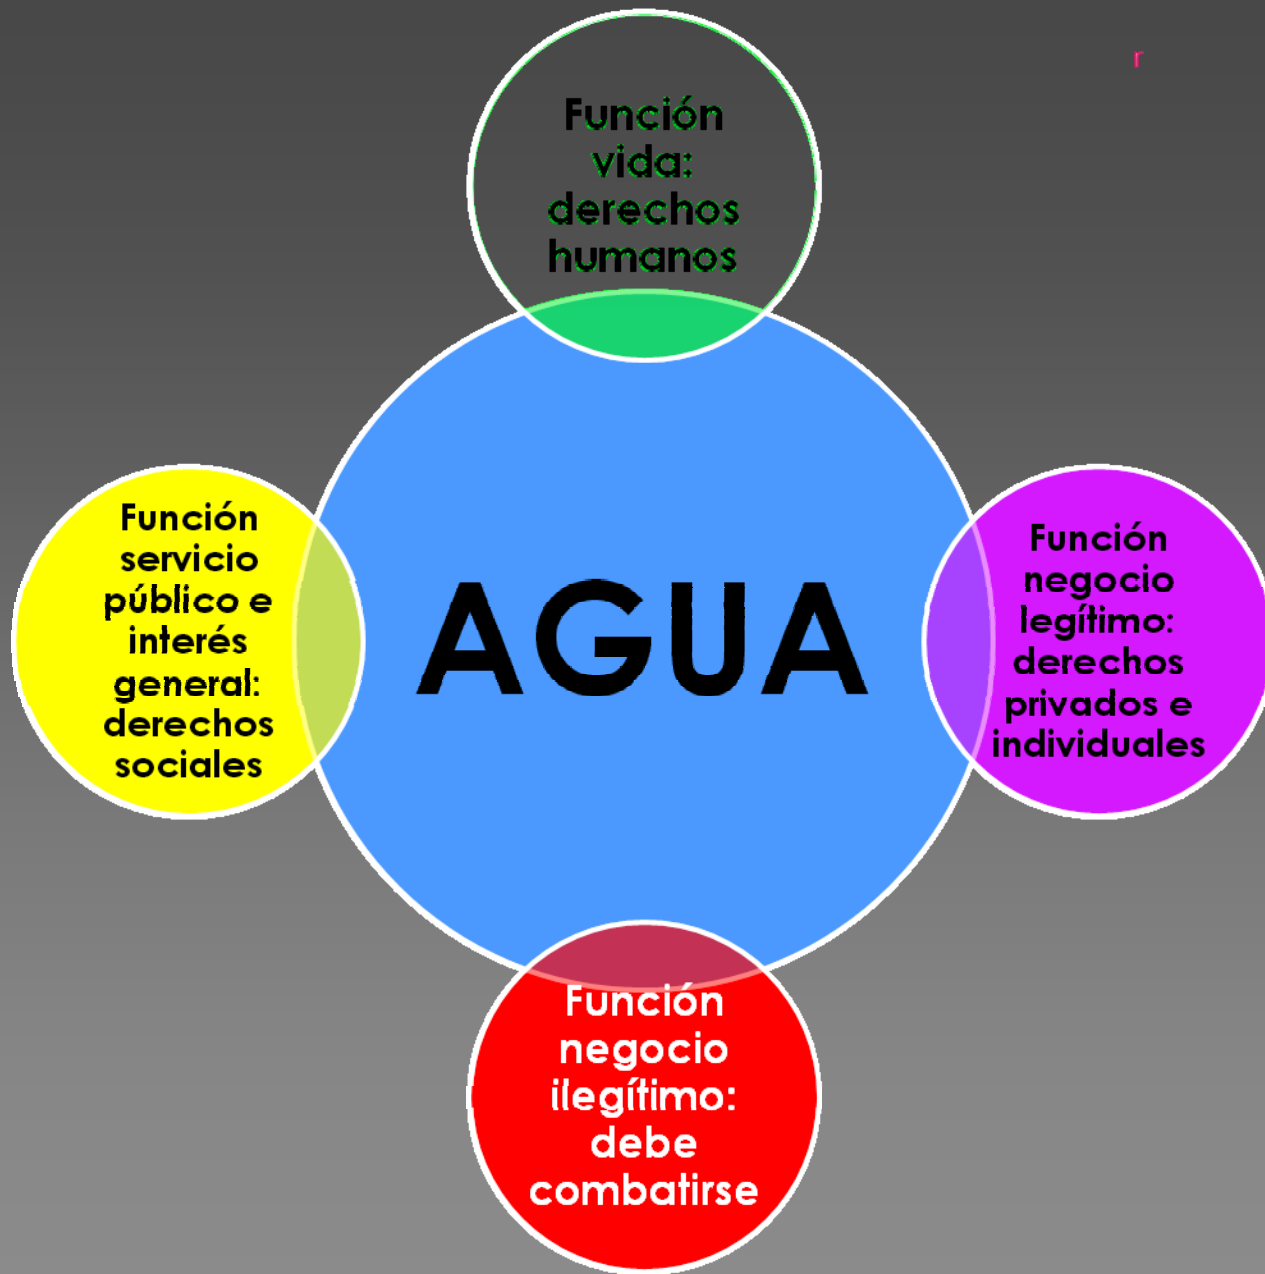 r
Función
vida:
derechos
humanos
Función
servicio
público e
interés
general:
derechos
sociales
AGUA
Función
negocio
legítimo:
derechos
privados e
individuales
Función
negocio
ilegítimo:
debe
combatirse